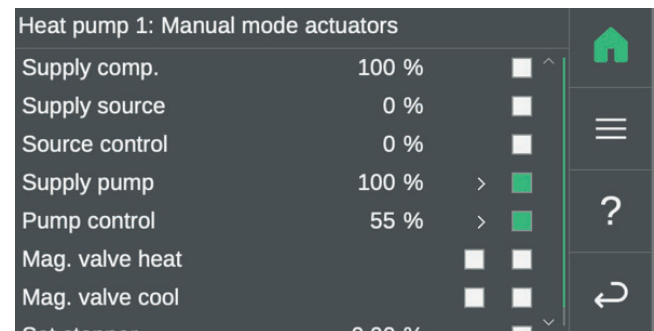 Heat pump 1: Manual mode actuators
Supply comp. 100 %
Supply source 0 %
Source control 0 %
Supply pump 100 % >
Pump control 55 % >
Mag. valve heat
Mag. valve cool
?